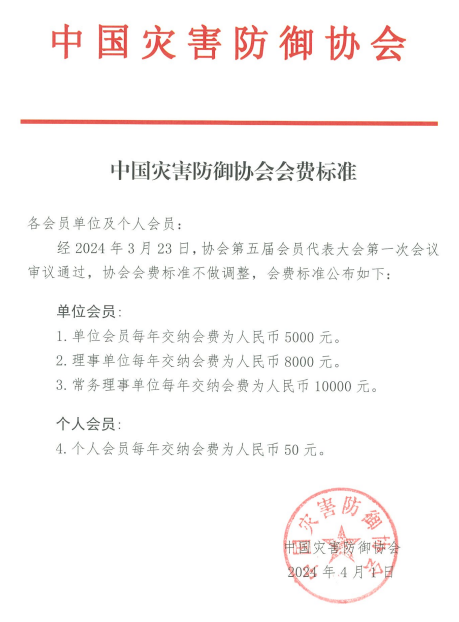 中国灾害防御协会
中国灾害防御协会会费标准
各会员单位及个人会员：
经 2024 年 3 月 23 日，协会第五届会员代表大会第一次会议
审议通过，协会会费标准不做调整，会费标准公布如下：
单位会员：
1. 单位会员每年交纳会费为人民币 5000 元。
2. 理事单位每年交纳会费为人民币 8000 元。
3. 常务理事单位每年交纳会费为人民币 10000 元。
个人会员：
4. 个人会员每年交纳会费为人民币 50 元。
中国灾害防御协会
中国灾害防御协会
2024 年 4 月 1 日